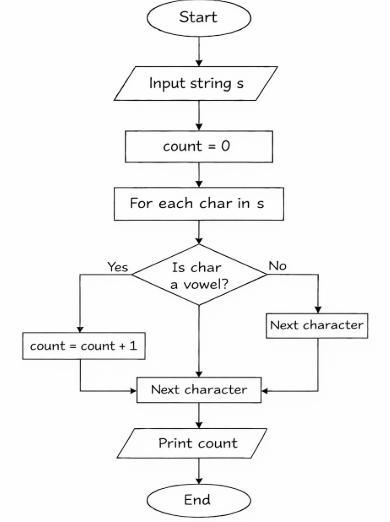 Start
Input string s
count = 0
For each char in s
Is char
a vowel?
Yes
No
count = count + 1
Next character
Next character
Print count
End